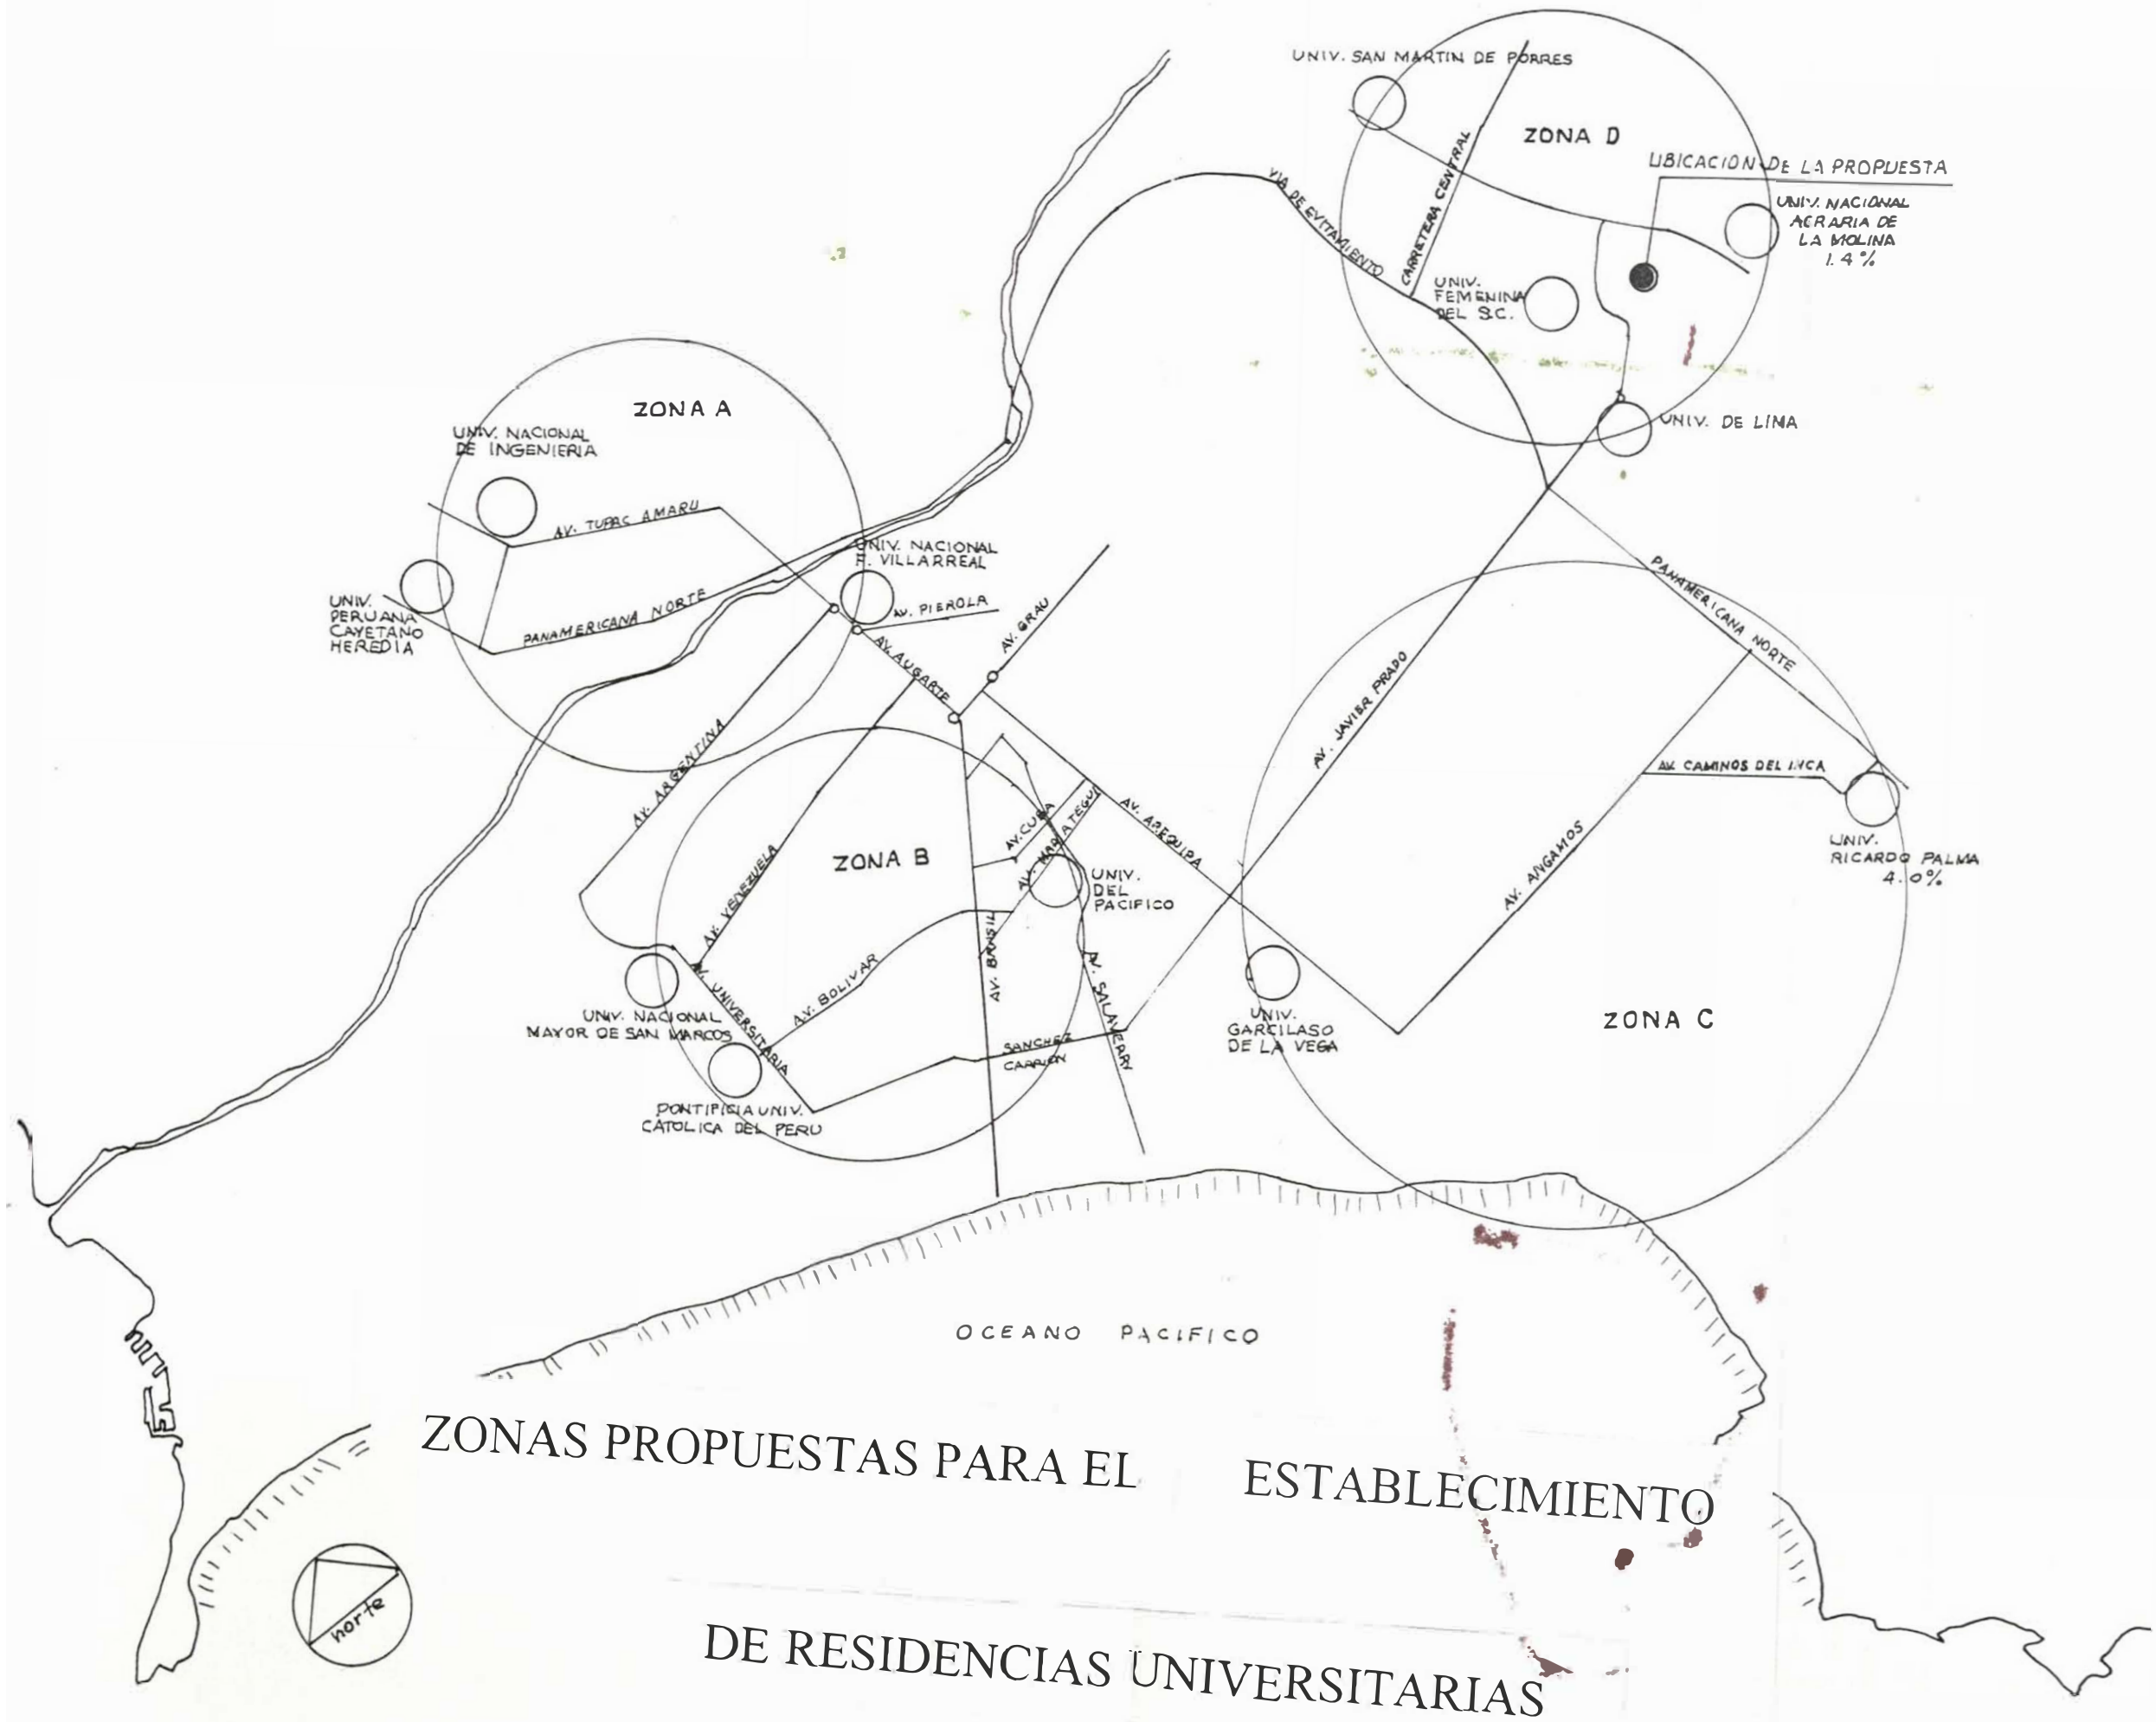 UNIV. SAN MARTIN DE PORRES
ZONA D
UBICACION DE LA PROPUESTA
UNIV. NACIONAL
AGRARIA DE
LA MOLINA
1.4%
VIA DE EVITAMIENTO
CARRETERA CENTRAL
UNIV.
FEMENINA
DEL S.C.
UNIV. DE LIMA
ZONA A
UNIV. NACIONAL
DE INGENIERIA
AV. TUPAC AMARU
UNIV. NACIONAL
F. VILLARREAL
UNIV.
PERUANA
CAYETANO
HEREDIA
PANAMERICANA NORTE
AV. PIEROLA
AV. GRAU
AV. AUGARTE
PANAMERICANA NORTE
AV. JAVIER PRADO
AV. ARGENTINA
AV. CAMINOS DEL INCA
AV. CUBA
AV. MARIATEGUI
AV. AREQUIPA
ZONA B
AV. VENEZUELA
AV. ANGAMOS
UNIV.
RICARDO PALMA
4.0%
UNIV.
DEL
PACIFICO
AV. BRASIL
AV. BOLIVAR
AV. UNIVERSITARIA
AV. SALAVERRY
UNIV. NACIONAL
MAYOR DE SAN MARCOS
SANCHEZ
CARRION
UNIV.
GARCILASO
DE LA VEGA
ZONA C
PONTIFICIA UNIV.
CATOLICA DEL PERU
OCEANO PACIFICO
ZONAS PROPUESTAS PARA EL ESTABLECIMIENTO
norte
DE RESIDENCIAS UNIVERSITARIAS